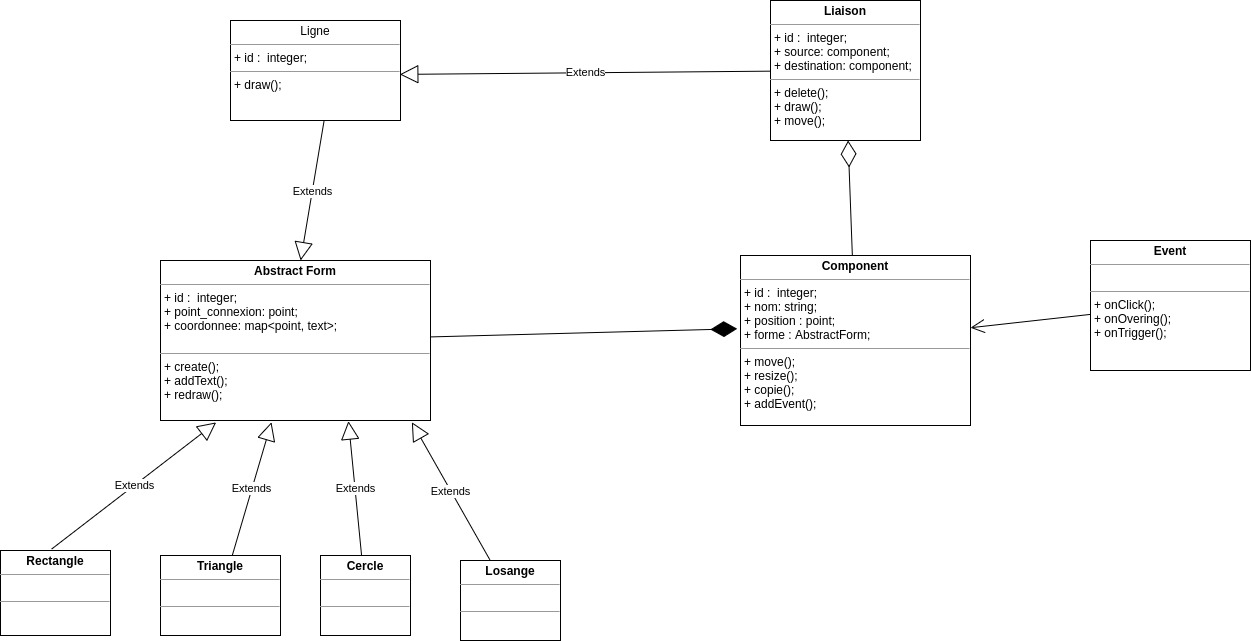 Ligne
+ id :  integer;
+ draw();
Extends
Liaison
+ id :  integer;
+ source: component;
+ destination: component;
+ delete();
+ draw();
+ move();
Extends
Abstract Form
+ id :  integer;
+ point_connexion: point;
+ coordonnee: map<point, text>;
+ create();
+ addText();
+ redraw();
Component
+ id :  integer;
+ nom: string;
+ position : point;
+ forme : AbstractForm;
+ move();
+ resize();
+ copie();
+ addEvent();
Event
+ onClick();
+ onOvering();
+ onTrigger();
Extends
Extends
Extends
Extends
Rectangle
Triangle
Cercle
Losange